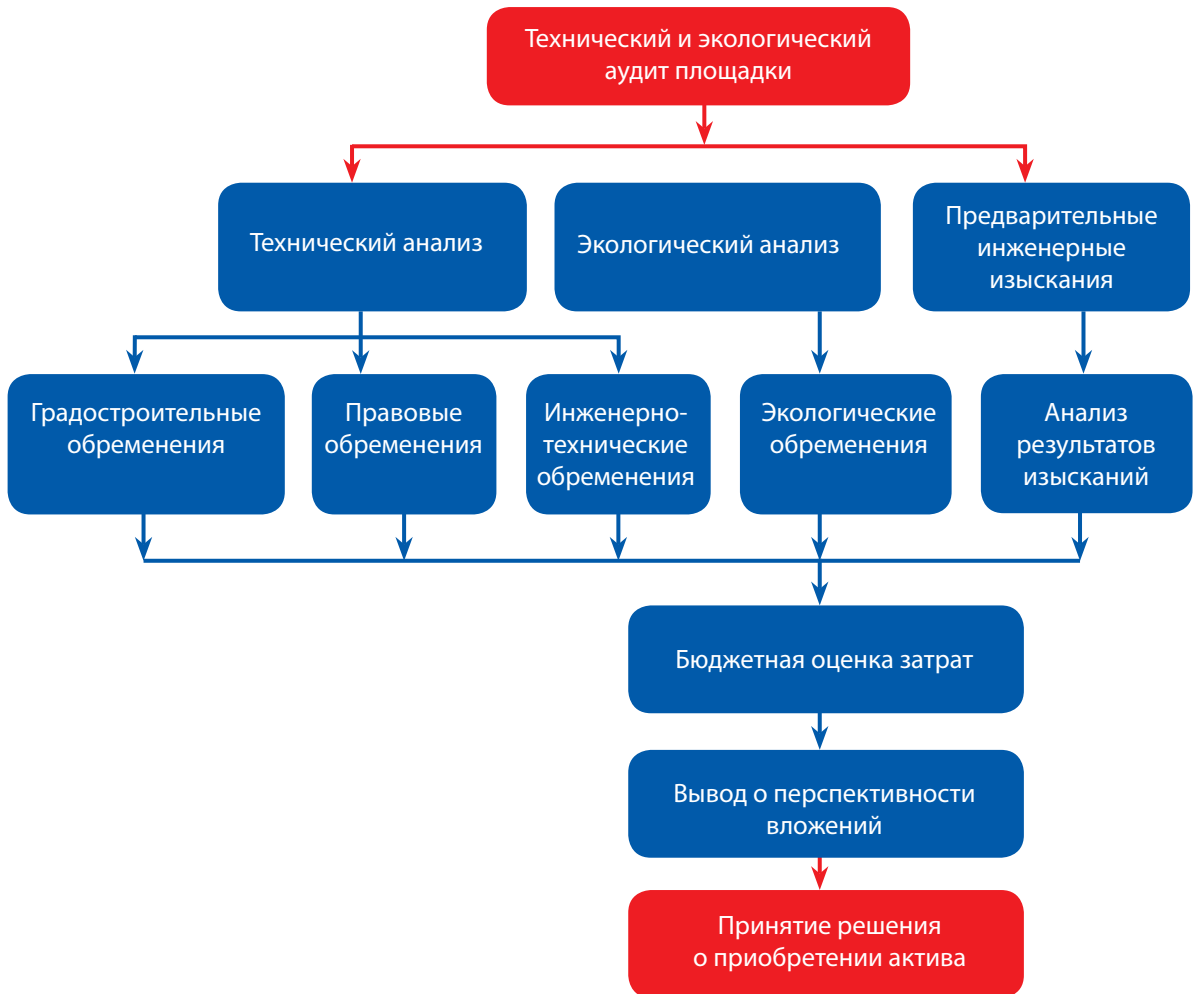 Технический и экологический
аудит площадки
Технический анализ
Экологический анализ
Предварительные
инженерные
изыскания
Градостроительные
обременения
Правовые
обременения
Инженерно-
технические
обременения
Экологические
обременения
Анализ
результатов
изысканий
Бюджетная оценка затрат
Вывод о перспективности
вложений
Принятие решения
о приобретении актива